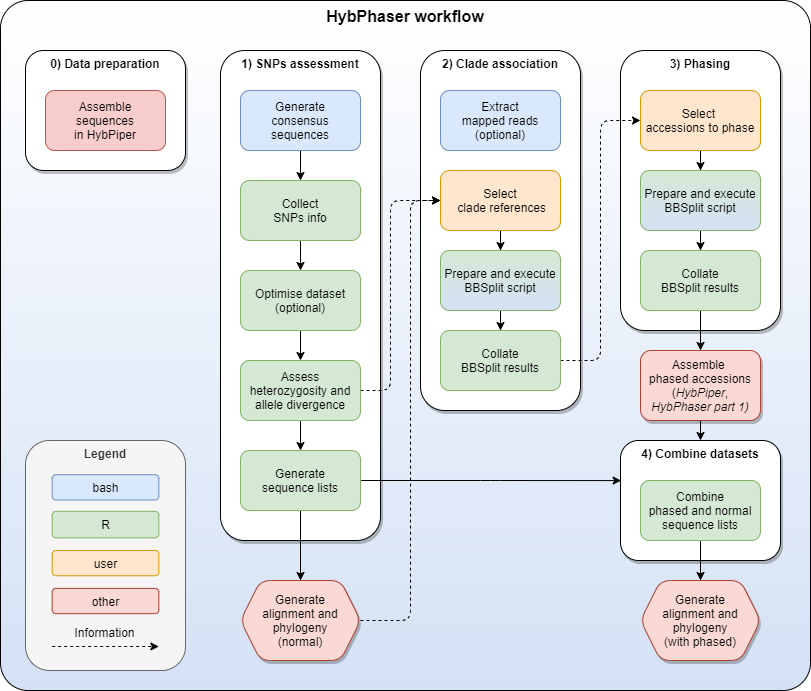 HybPhaser workflow
0) Data preparation
Assemble
sequences
in HybPiper
1) SNPs assessment
Generate
consensus
sequences
Collect
SNPs info
Optimise dataset
(optional)
Assess
heterozygosity and
allele divergence
Generate
sequence lists
Generate
alignment and
phylogeny
(normal)
2) Clade association
Extract
mapped reads
(optional)
Select
clade references
Prepare and execute
BBSplit script
Collate
BBSplit results
3) Phasing
Select
accessions to phase
Prepare and execute
BBSplit script
Collate
BBSplit results
Assemble
phased accessions
(HybPiper,
HybPhaser part 1)
4) Combine datasets
Combine
phased and normal
sequence lists
Generate
alignment and
phylogeny
(with phased)
Legend
bash
R
user
other
Information